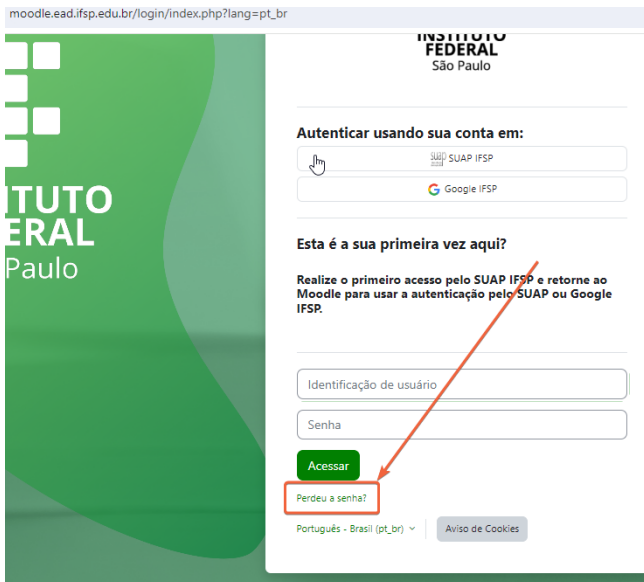 moodle.ead.ifsp.edu.br/login/index.php?lang=pt_br
INSTITUTO
FEDERAL
São Paulo
TITUTO
ERAL
Paulo
Autenticar usando sua conta em:
suap SUAP IFSP
G Google IFSP
Esta é a sua primeira vez aqui?
Realize o primeiro acesso pelo SUAP IFSP e retorne ao
Moodle para usar a autenticação pelo SUAP ou Google
IFSP.
Identificação de usuário
Senha
Acessar
Perdeu a senha?
Português - Brasil (pt_br)
Aviso de Cookies